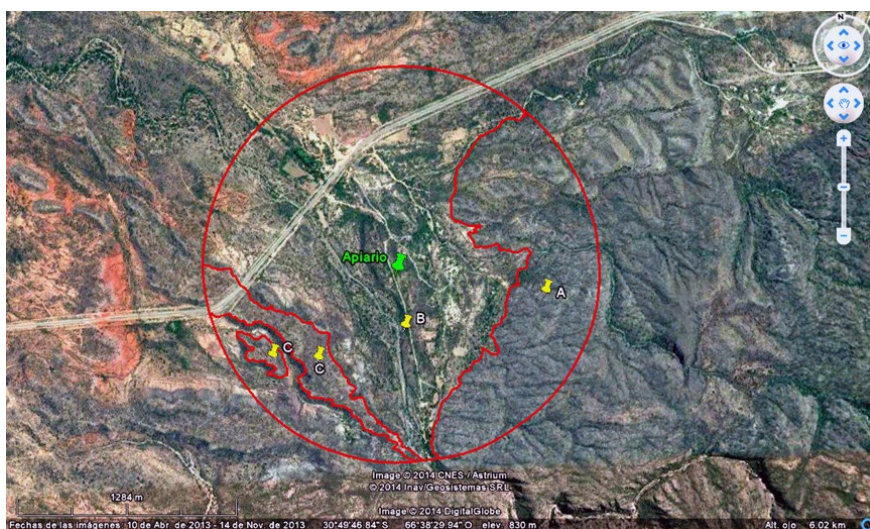 N
Apiario
A
B
C
C
Image © 2014 CNES / Astrium
© 2014 Inav/Geosistemas SRL
1284 m
Image © 2014 DigitalGlobe
Fechas de las imágenes: 10 de Abr. de 2013 - 14 de Nov. de 2013 30°49'46.84" S 66°38'29.94" O elev. 830 m Alt. ojo 6.02 km